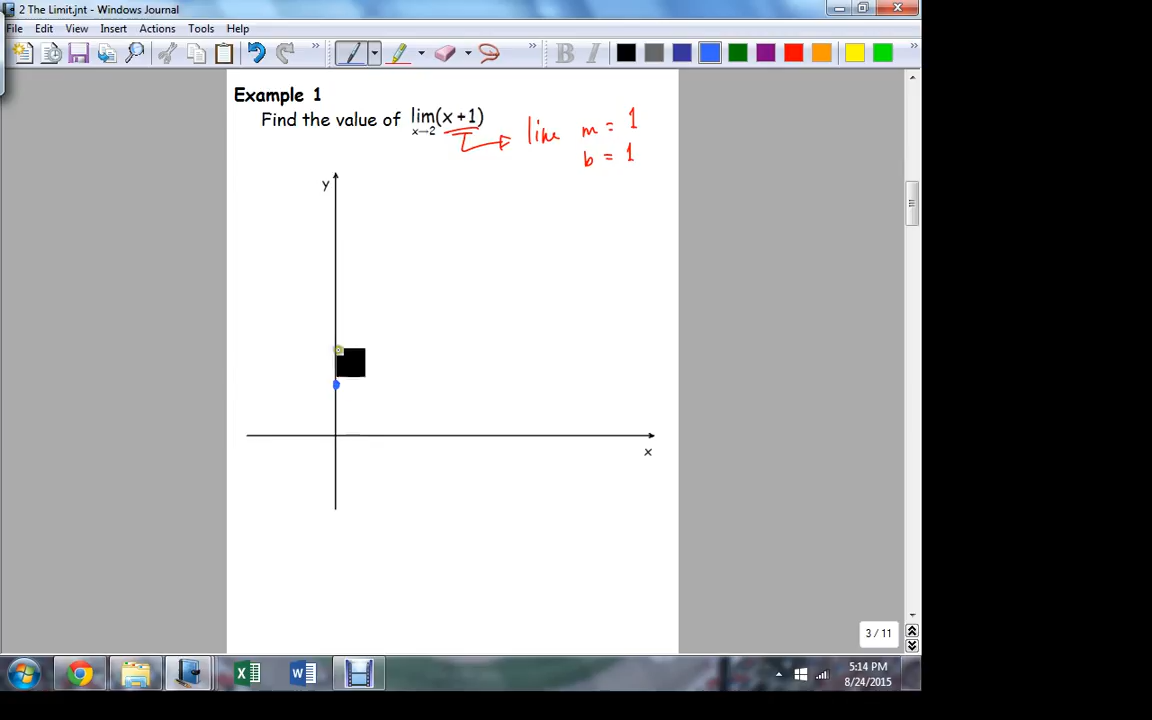 2 The Limit.jnt - Windows Journal
File Edit View Insert Actions Tools Help
B I
Example 1
Find the value of lim(x+1)
x→2
line m = 1
b = 1
y
x
3 / 11
5:14 PM
8/24/2015